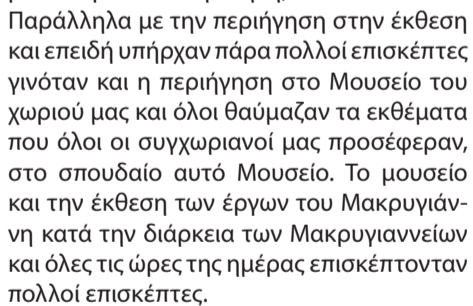 Παράλληλα με την περιήγηση στην έκθεση
και επειδή υπήρχαν πάρα πολλοί επισκέπτες
γινόταν και η περιήγηση στο Μουσείο του
χωριού μας και όλοι θαύμαζαν τα εκθέματα
που όλοι οι συγχωριανοί μας προσέφεραν,
στο σπουδαίο αυτό Μουσείο. Το μουσείο
και την έκθεση των έργων του Μακρυγιάν-
νη κατά την διάρκεια των Μακρυγιαννείων
και όλες τις ώρες της ημέρας επισκέπτονταν
πολλοί επισκέπτες.